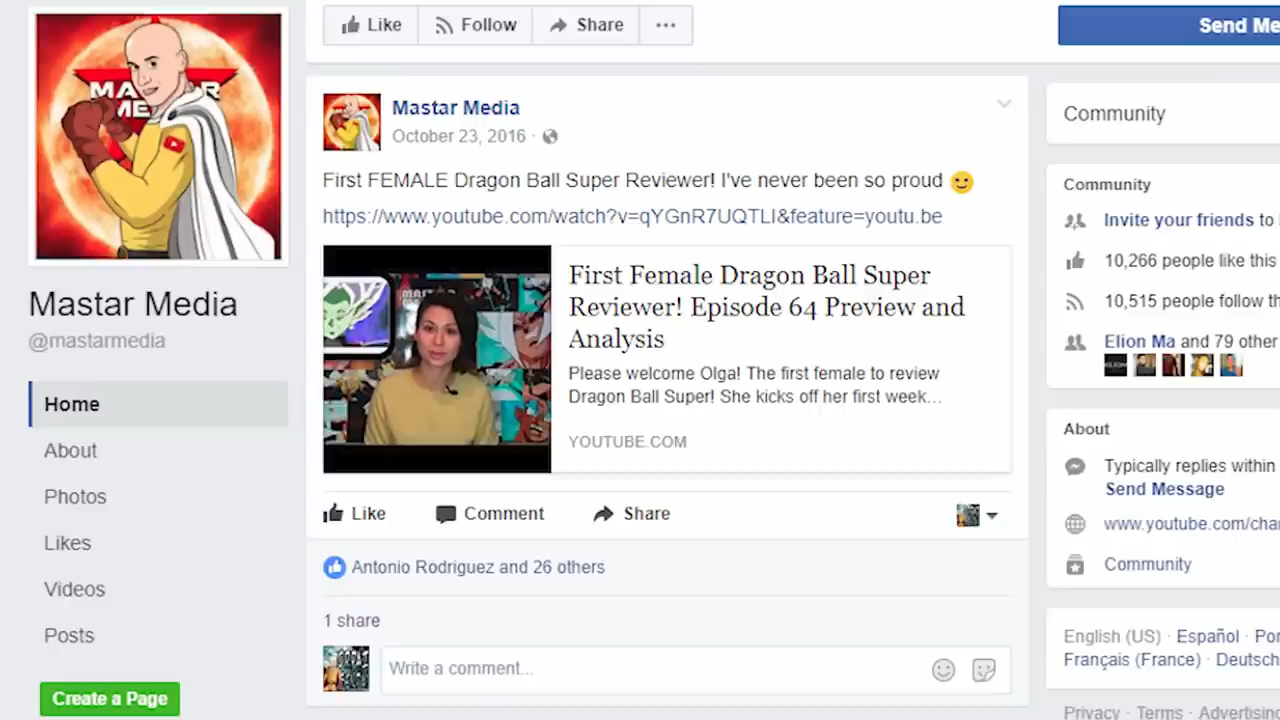 MASTAR
ME
Mastar Media
@mastarmedia
Home
About
Photos
Likes
Videos
Posts
Create a Page
Like
Follow
Share
Mastar Media
October 23, 2016 ·
First FEMALE Dragon Ball Super Reviewer! I've never been so proud
https://www.youtube.com/watch?v=qYGnR7UQTLI&feature=youtu.be
First Female Dragon Ball Super
Reviewer! Episode 64 Preview and
Analysis
Please welcome Olga! The first female to review
Dragon Ball Super! She kicks off her first week...
YOUTUBE.COM
Like
Comment
Share
Antonio Rodriguez and 26 others
1 share
Write a comment...
Send Me
Community
Community
Invite your friends to
10,266 people like this
10,515 people follow th
Elion Ma and 79 other
About
Typically replies within
Send Message
www.youtube.com/cha
Community
English (US) · Español · Por
Français (France) · Deutsch
Privacy · Terms · Advertising